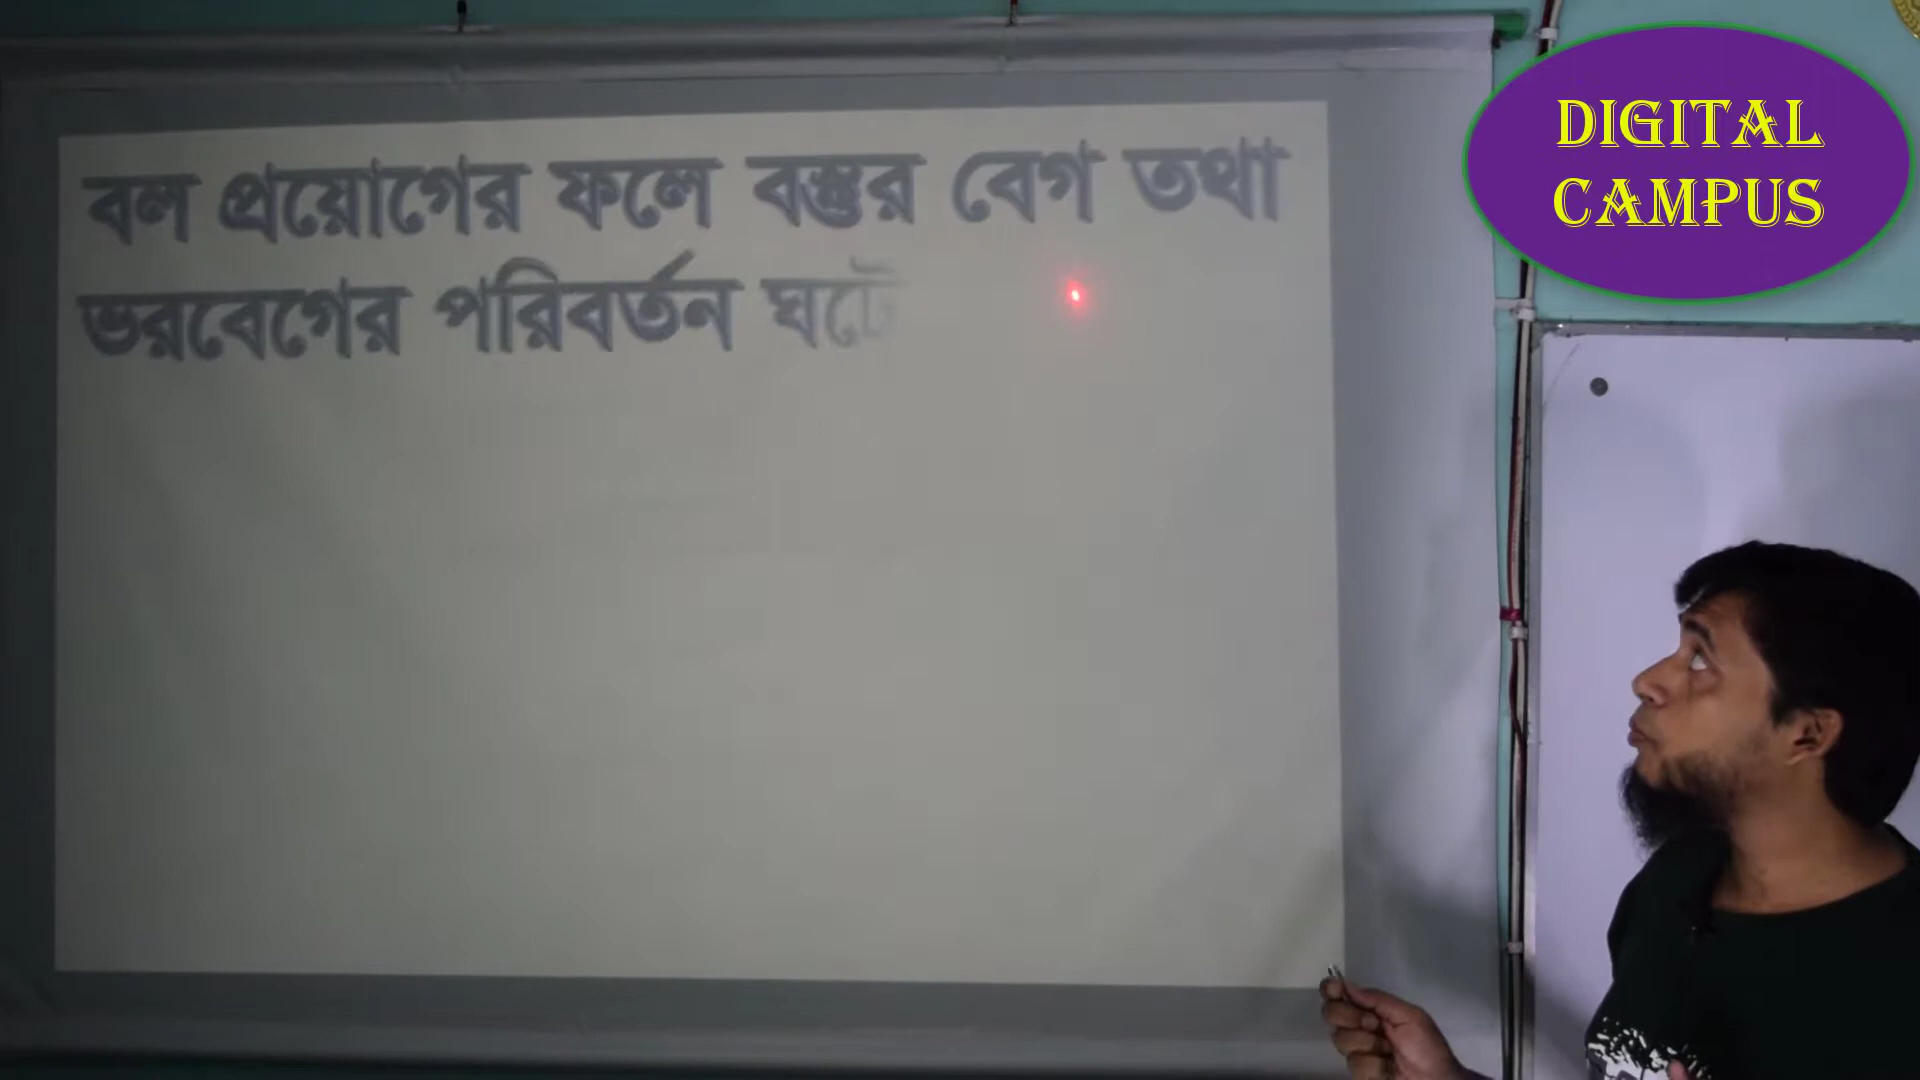 বল প্রয়োগের ফলে বস্তুর বেগ তথা
ভরবেগের পরিবর্তন ঘটে
DIGITAL
CAMPUS